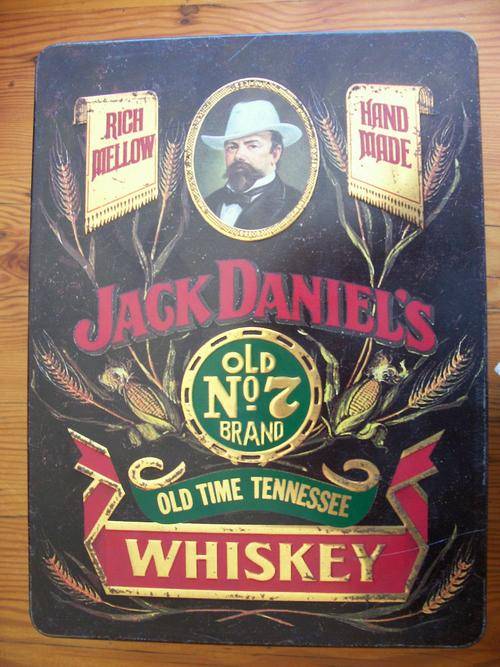 RICH
MELLOW
HAND
MADE
JACK DANIEL'S
OLD
No. 7
BRAND
OLD TIME TENNESSEE
WHISKEY